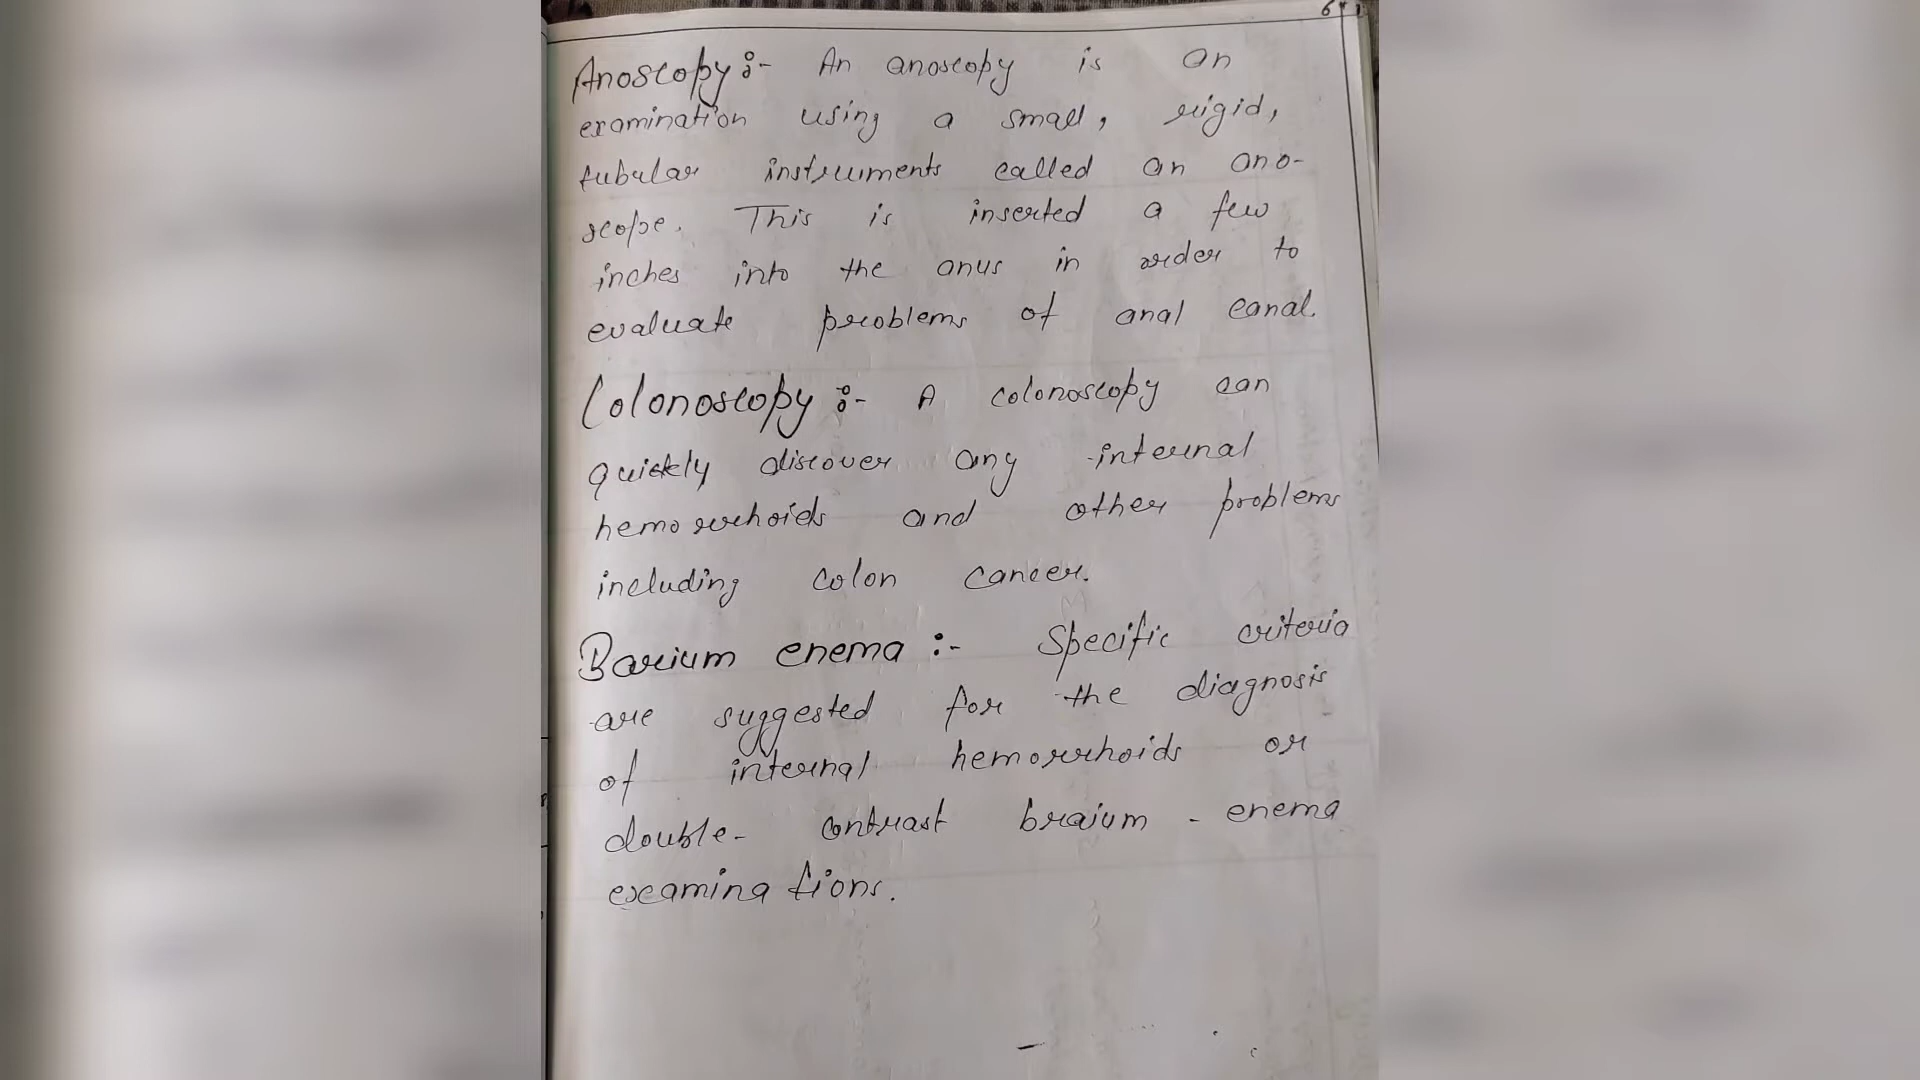 Anoscopy :- An anoscopy is an
examination using a small, rigid,
tubular instruments called an ano-
scope. This is inserted a few
inches into the anus in order to
evaluate problems of anal canal.
Colonoscopy :- A colonoscopy can
quickly discover any internal
hemorrhoids and other problems
including colon cancer.
Barium enema :- Specific criteria
are suggested for the diagnosis
of internal hemorrhoids or
double- contrast braium - enema
examinations.